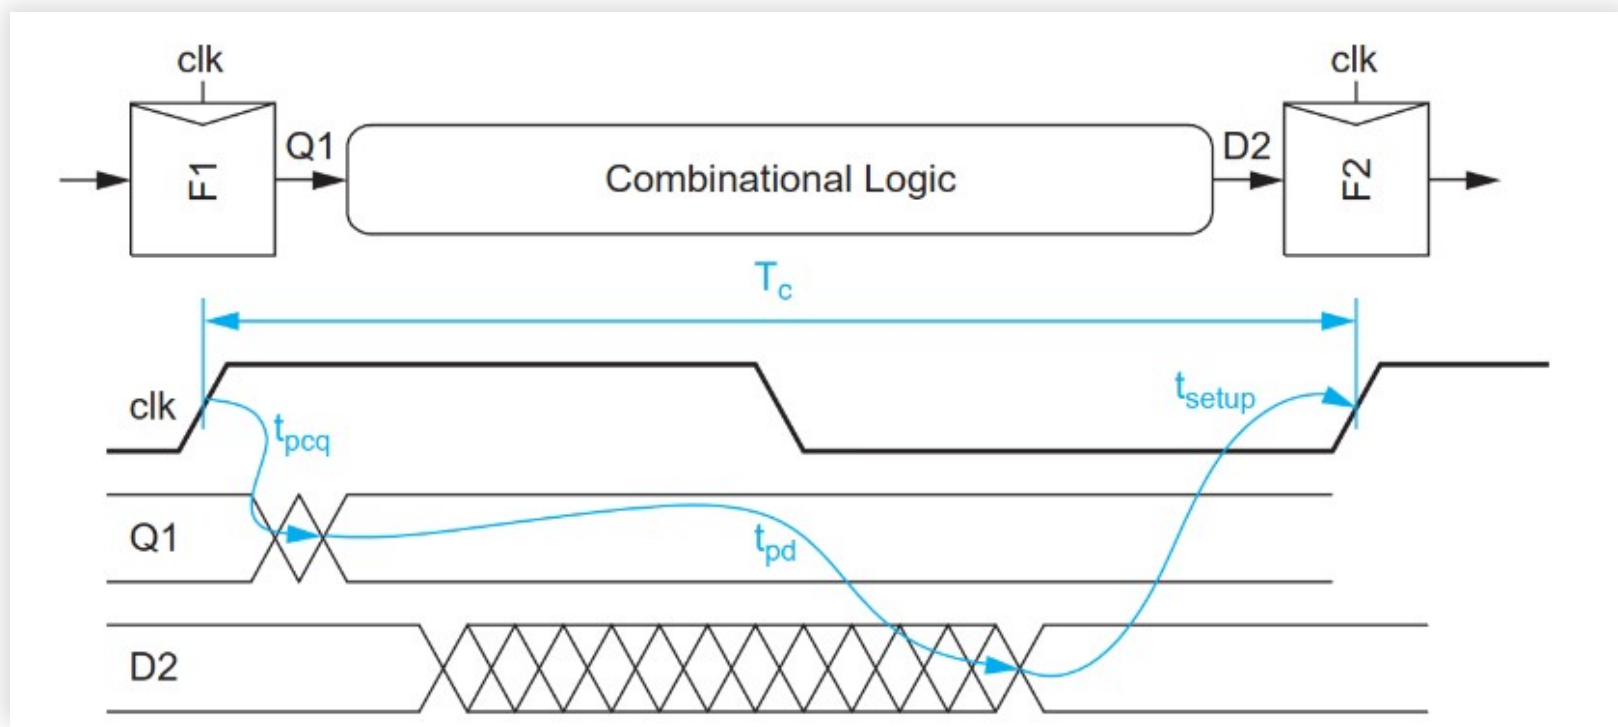 clk clk
F1 Q1 Combinational Logic D2 F2
Tc
clk tpcq tsetup
Q1 tpd
D2